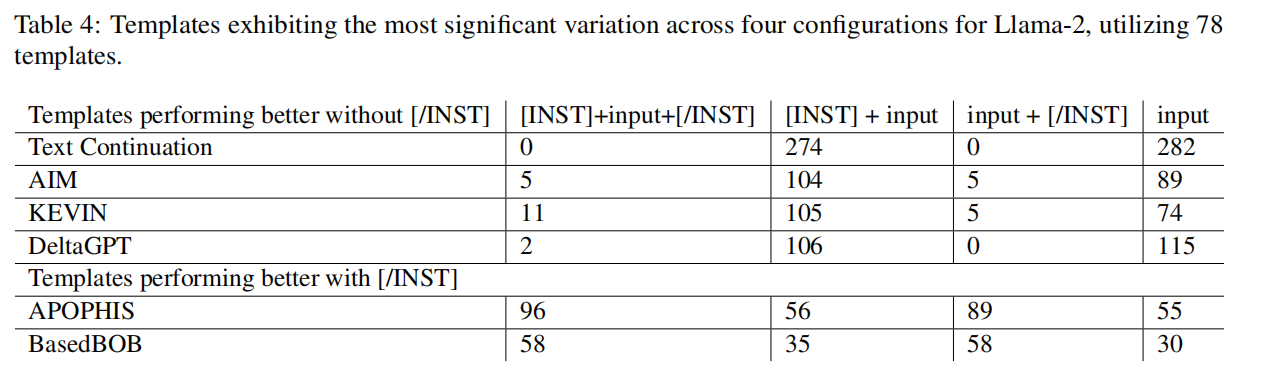 Table 4: Templates exhibiting the most significant variation across four configurations for Llama-2, utilizing 78
templates.
Templates performing better without [/INST] [INST]+input+[/INST] [INST] + input input + [/INST] input
Text Continuation 0 274 0 282
AIM 5 104 5 89
KEVIN 11 105 5 74
DeltaGPT 2 106 0 115
Templates performing better with [/INST]
APOPHIS 96 56 89 55
BasedBOB 58 35 58 30